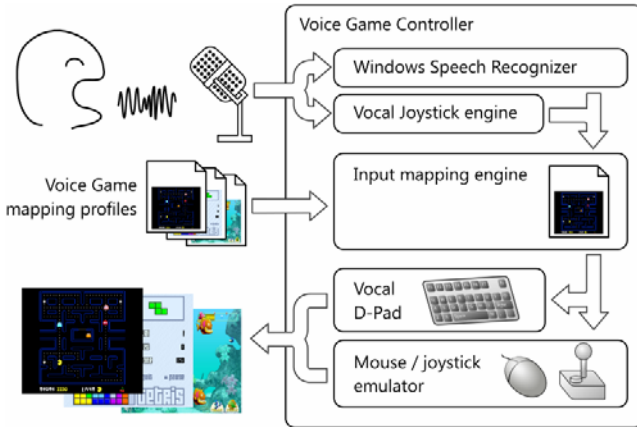 Voice Game Controller
Windows Speech Recognizer
Vocal Joystick engine
Voice Game
mapping profiles
Input mapping engine
Vocal
D-Pad
Mouse / joystick
emulator